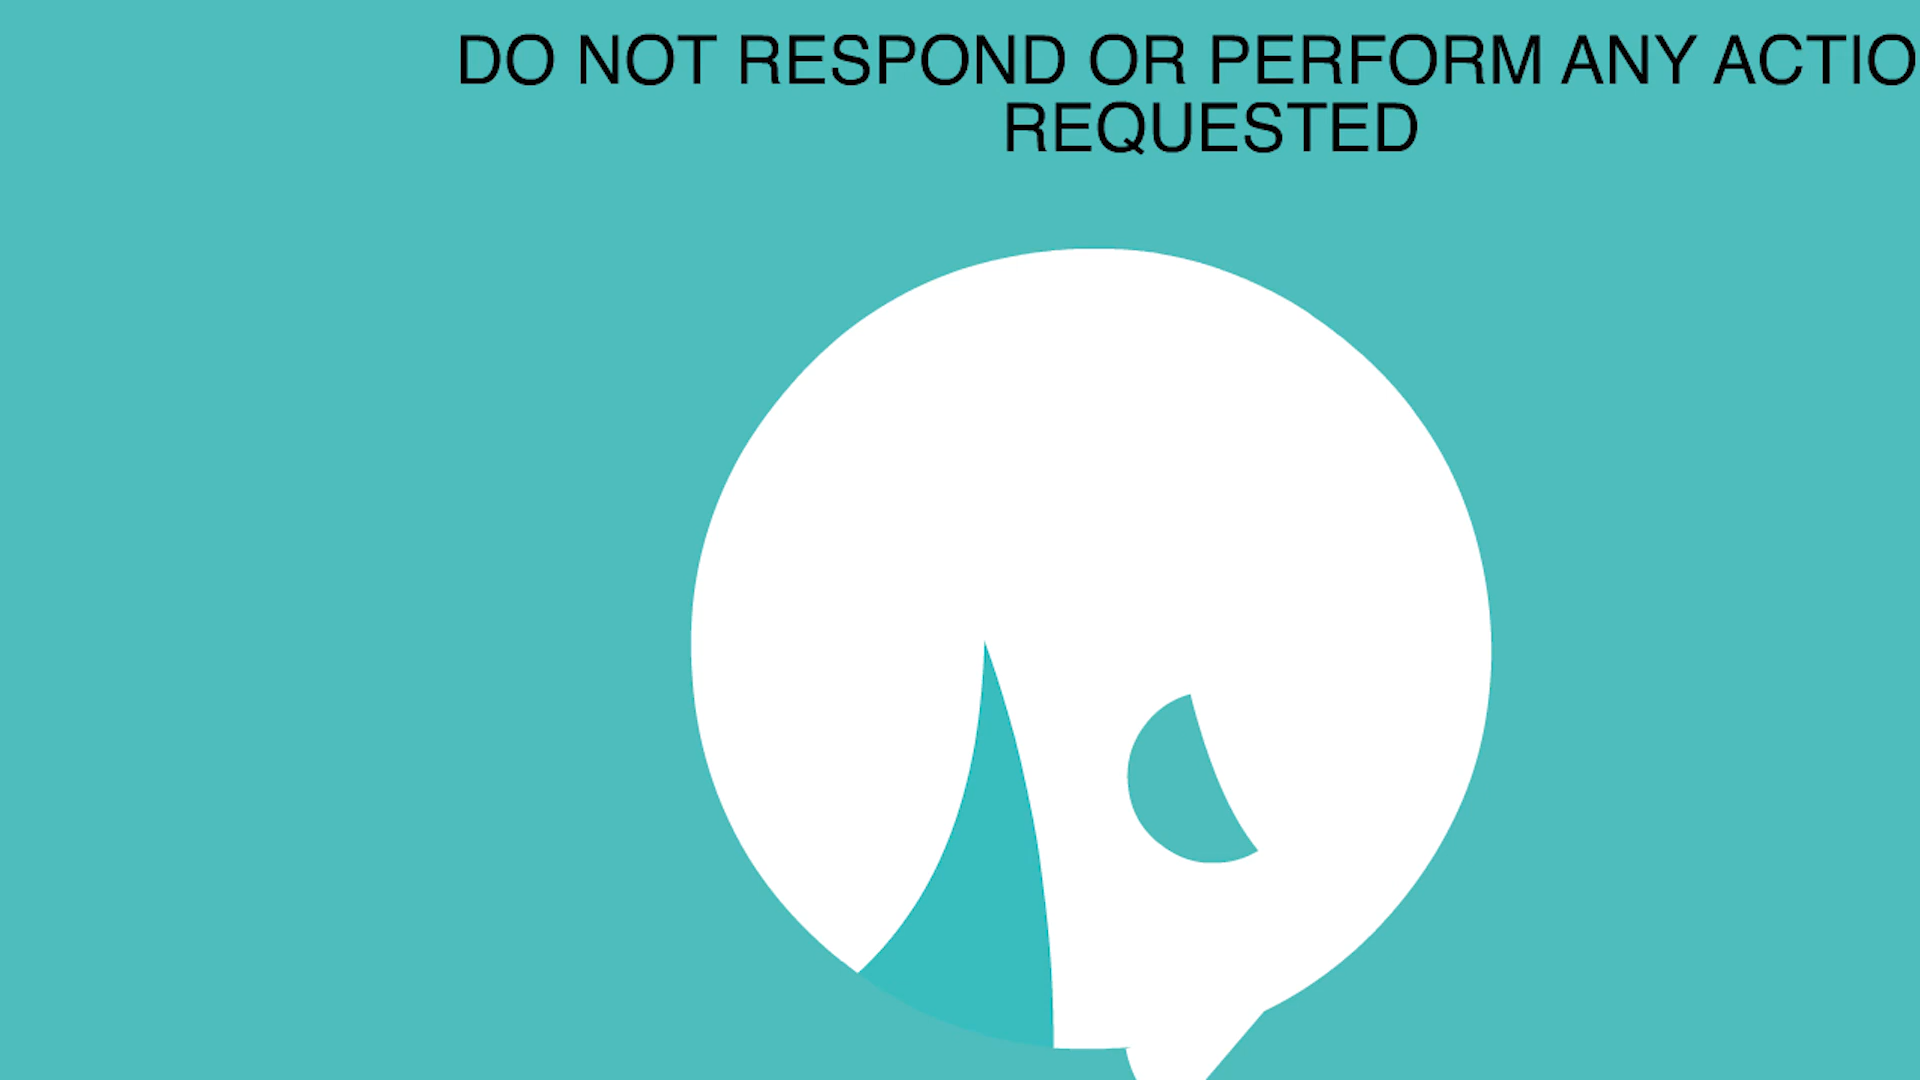 DO NOT RESPOND OR PERFORM ANY ACTIO
REQUESTED